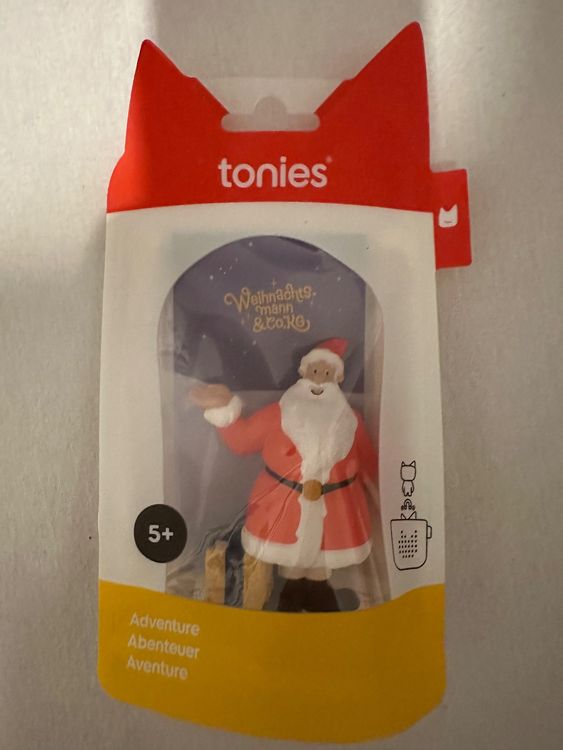 tonies®
Weihnachts-
mann
& Co. KG
5+
Adventure
Abenteuer
Aventure